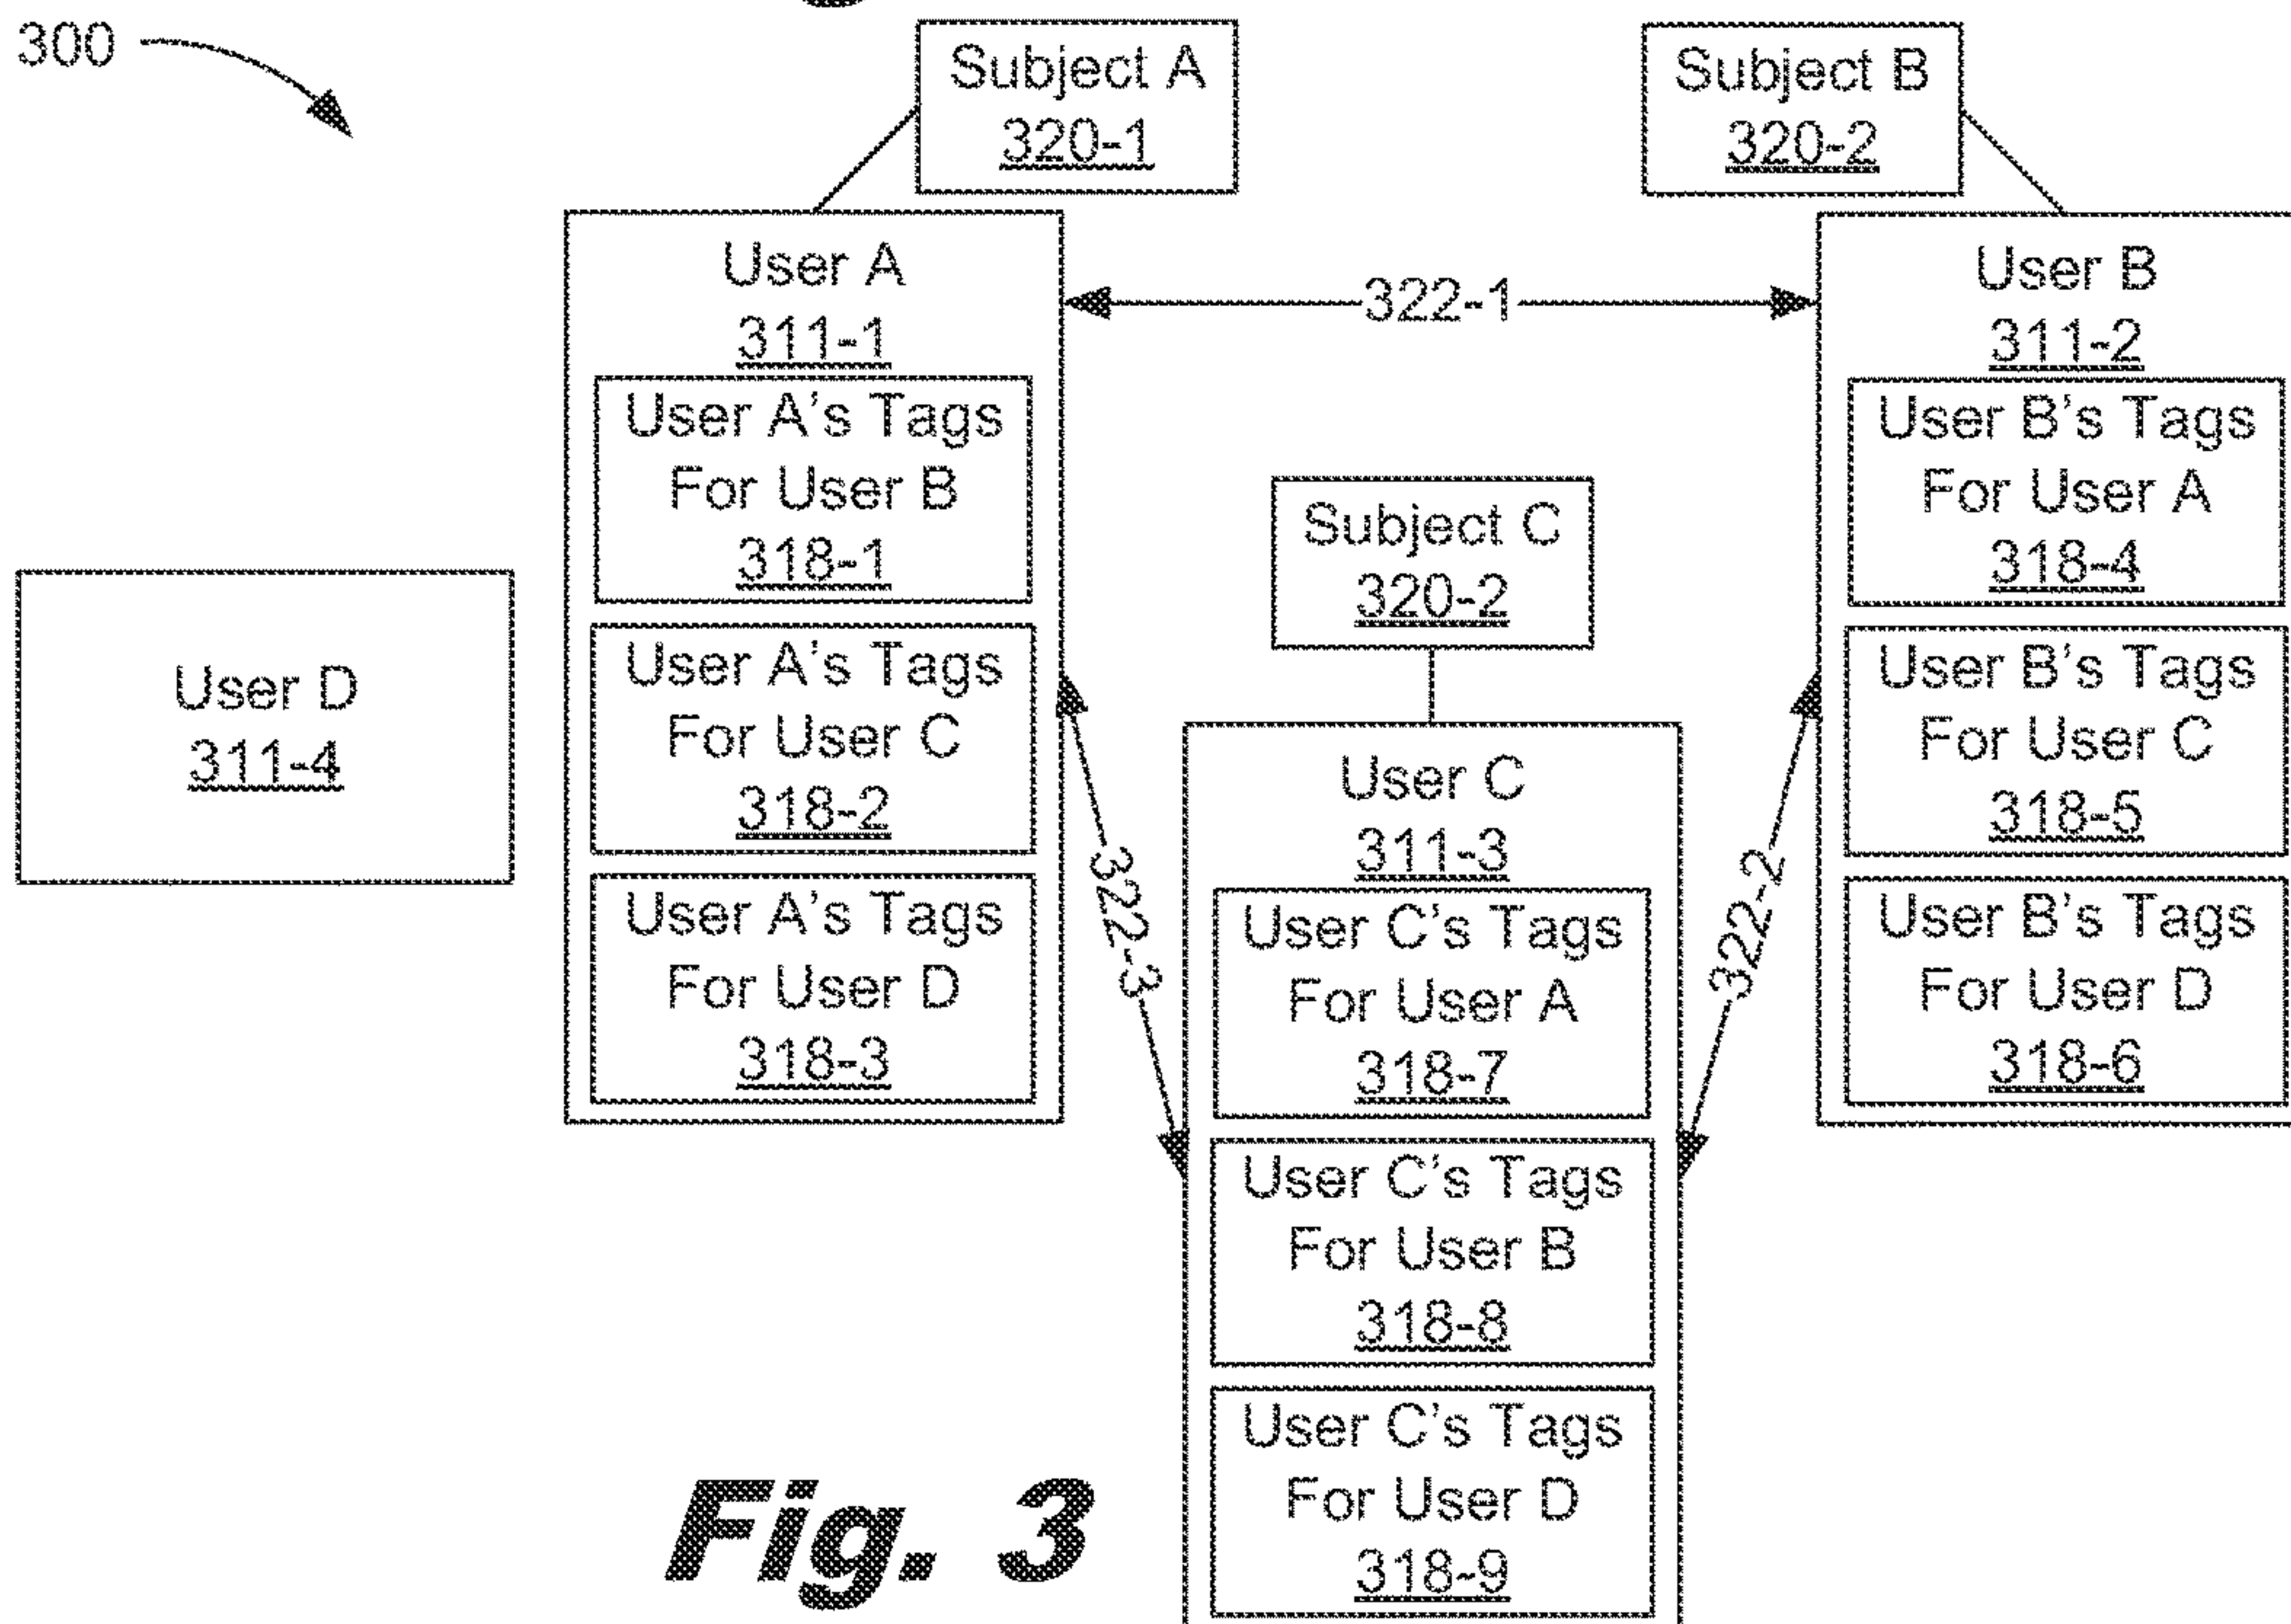 300
Subject A
320-1
Subject B
320-2
User A
311-1
User A's Tags
For User B
318-1
User A's Tags
For User C
318-2
User A's Tags
For User D
318-3
322-1
User B
311-2
User B's Tags
For User A
318-4
User B's Tags
For User C
318-5
User B's Tags
For User D
318-6
Subject C
320-2
User D
311-4
322-3
322-2
User C
311-3
User C's Tags
For User A
318-7
User C's Tags
For User B
318-8
User C's Tags
For User D
318-9
Fig. 3